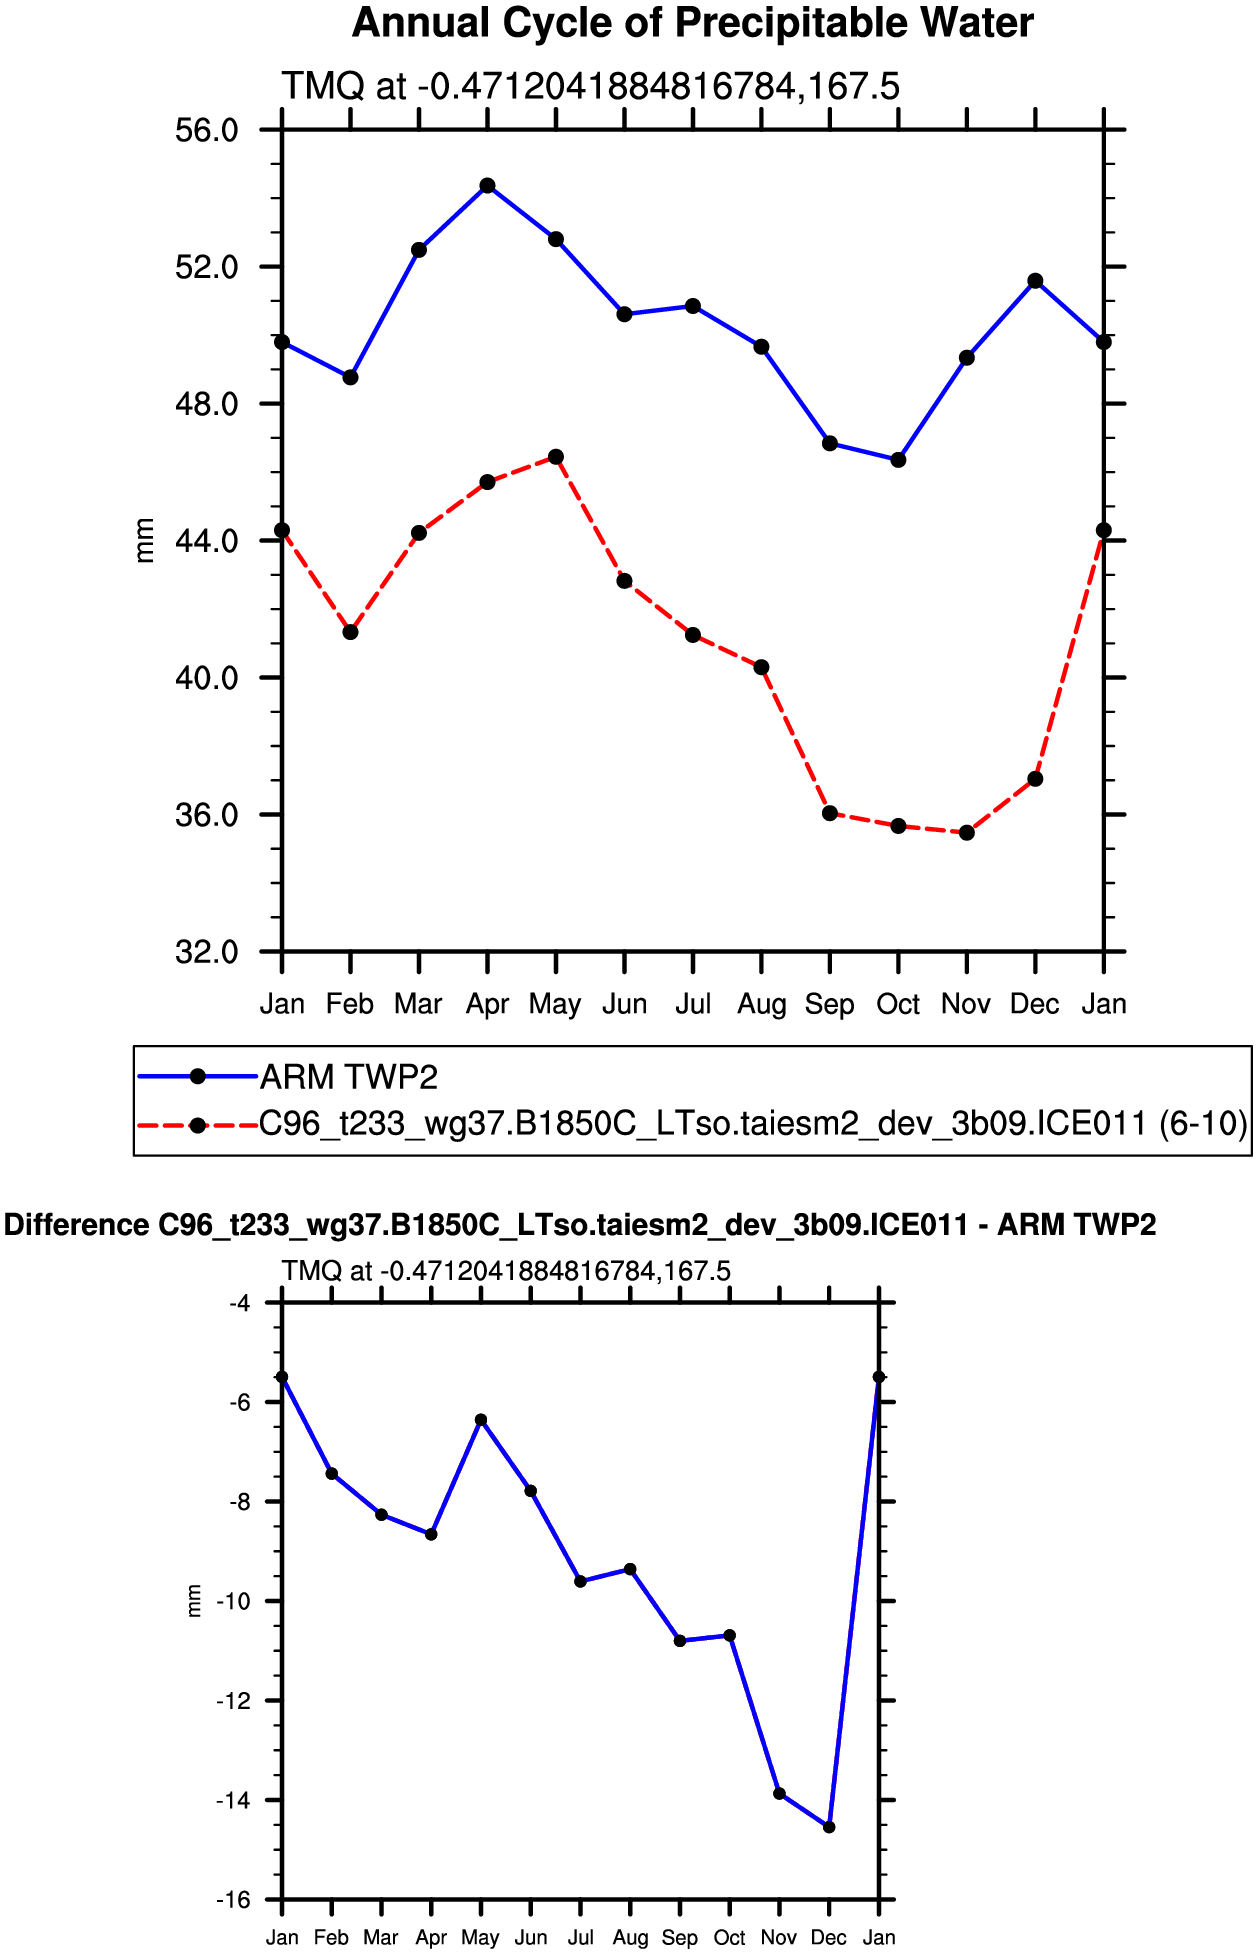 Annual Cycle of Precipitable Water
TMQ at -0.4712041884816784,167.5
56.0
52.0
48.0
44.0
40.0
36.0
32.0
mm
Jan Feb Mar Apr May Jun Jul Aug Sep Oct Nov Dec Jan
ARM TWP2
C96_t233_wg37.B1850C_LTso.taiesm2_dev_3b09.ICE011 (6-10)
Difference C96_t233_wg37.B1850C_LTso.taiesm2_dev_3b09.ICE011 - ARM TWP2
TMQ at -0.4712041884816784,167.5
-4
-6
-8
-10
-12
-14
-16
mm
Jan Feb Mar Apr May Jun Jul Aug Sep Oct Nov Dec Jan